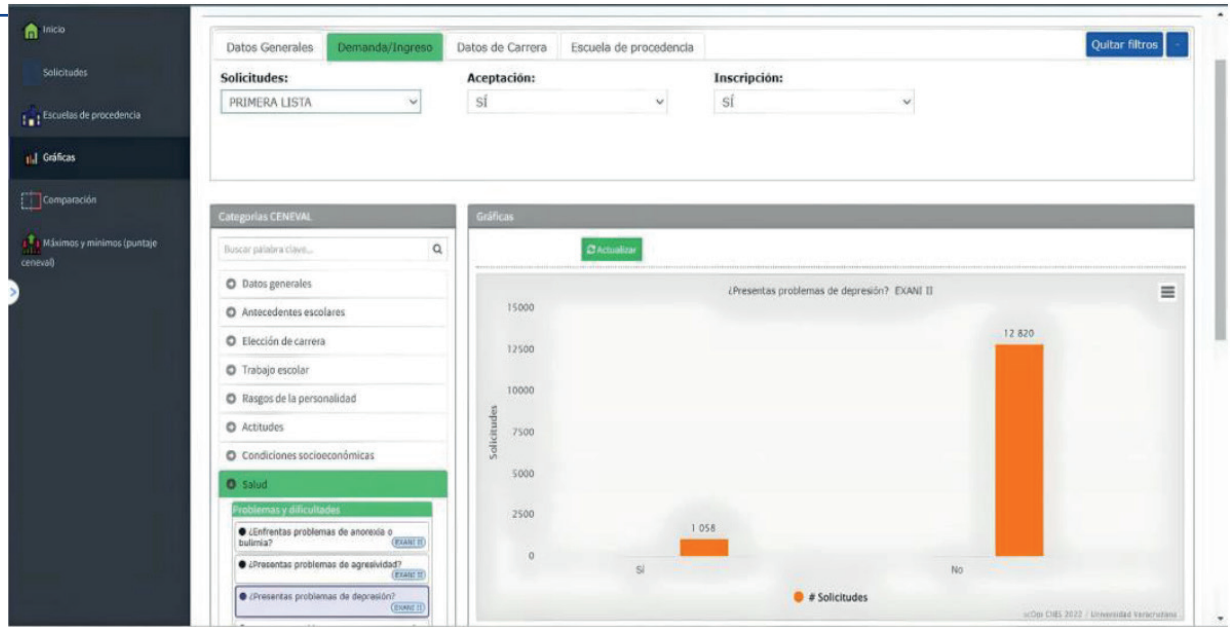 Inicio
Solicitudes
Escuelas de procedencia
Gráficas
Comparación
Máximos y mínimos (puntaje
ceneval)
Datos Generales
Demanda/Ingreso
Datos de Carrera
Escuela de procedencia
Quitar filtros
-
Solicitudes:
PRIMERA LISTA
Aceptación:
SÍ
Inscripción:
SÍ
Categorías CENEVAL
Buscar palabra clave...
Datos generales
Antecedentes escolares
Elección de carrera
Trabajo escolar
Rasgos de la personalidad
Actitudes
Condiciones socioeconómicas
Salud
Problemas y dificultades
¿Enfrentas problemas de anorexia o
bulimia?
EXANI II
¿Presentas problemas de agresividad?
EXANI II
¿Presentas problemas de depresión?
EXANI II
Gráficas
Actualizar
¿Presentas problemas de depresión? EXANI II
15000
12500
10000
7500
5000
2500
0
Solicitudes
1 058
12 820
Sí
No
# Solicitudes
CIIES 2022 / Universidad Veracruzana